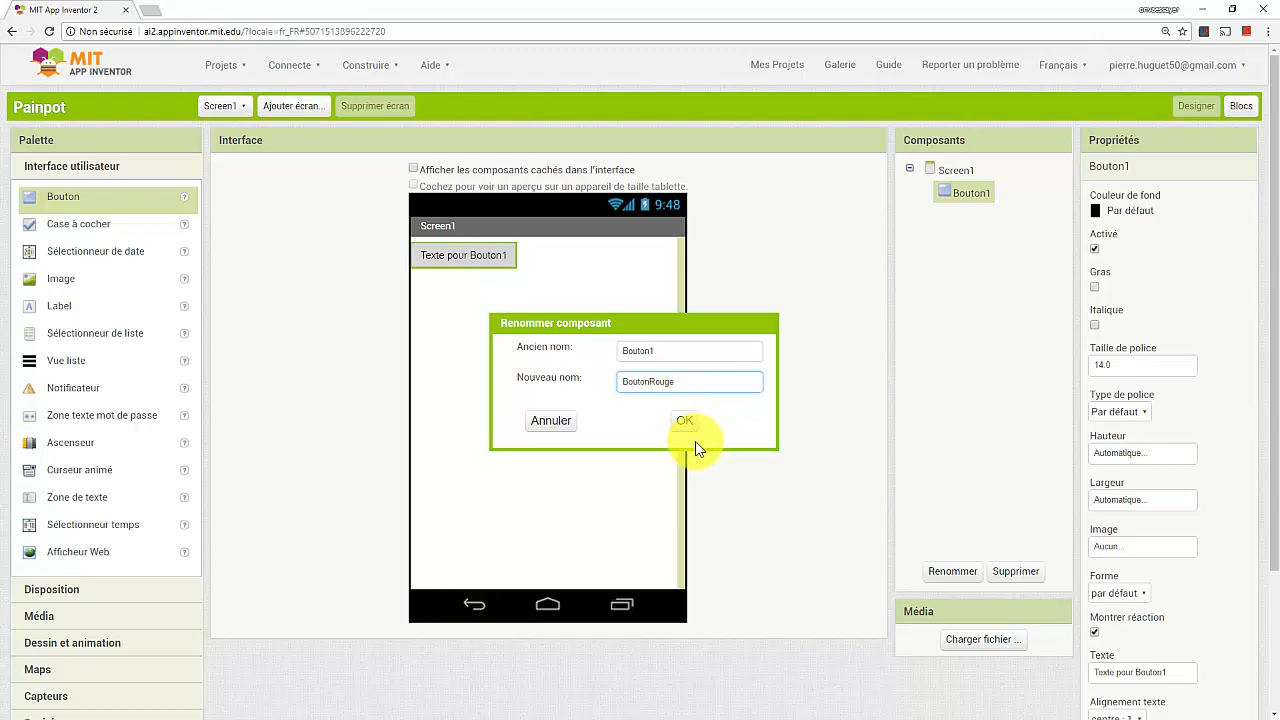 MIT App Inventor 2
Non sécurisé
ai2.appinventor.mit.edu/?locale=fr_FR#5071513896222720
MIT
APP INVENTOR
Projets
Connecte
Construire
Aide
Mes Projets
Galerie
Guide
Reporter un problème
Français
pierre.huguet50@gmail.com
Painpot
Screen1
Ajouter écran...
Supprimer écran
Designer
Blocs
Palette
Interface utilisateur
Bouton
Case à cocher
Sélectionneur de date
Image
Label
Sélectionneur de liste
Vue liste
Notificateur
Zone texte mot de passe
Ascenseur
Curseur animé
Zone de texte
Sélectionneur temps
Afficheur Web
Disposition
Média
Dessin et animation
Maps
Capteurs
Interface
Afficher les composants cachés dans l'interface
Cochez pour voir un aperçu sur un appareil de taille tablette.
9:48
Screen1
Texte pour Bouton1
Renommer composant
Ancien nom:
Bouton1
Nouveau nom:
BoutonRouge
Annuler
OK
Composants
Screen1
Bouton1
Renommer
Supprimer
Média
Charger fichier ...
Propriétés
Bouton1
Couleur de fond
Par défaut
Activé
Gras
Italique
Taille de police
14.0
Type de police
Par défaut
Hauteur
Automatique...
Largeur
Automatique...
Image
Aucun...
Forme
par défaut
Montrer réaction
Texte
Texte pour Bouton1
Alignement texte
centre : 1